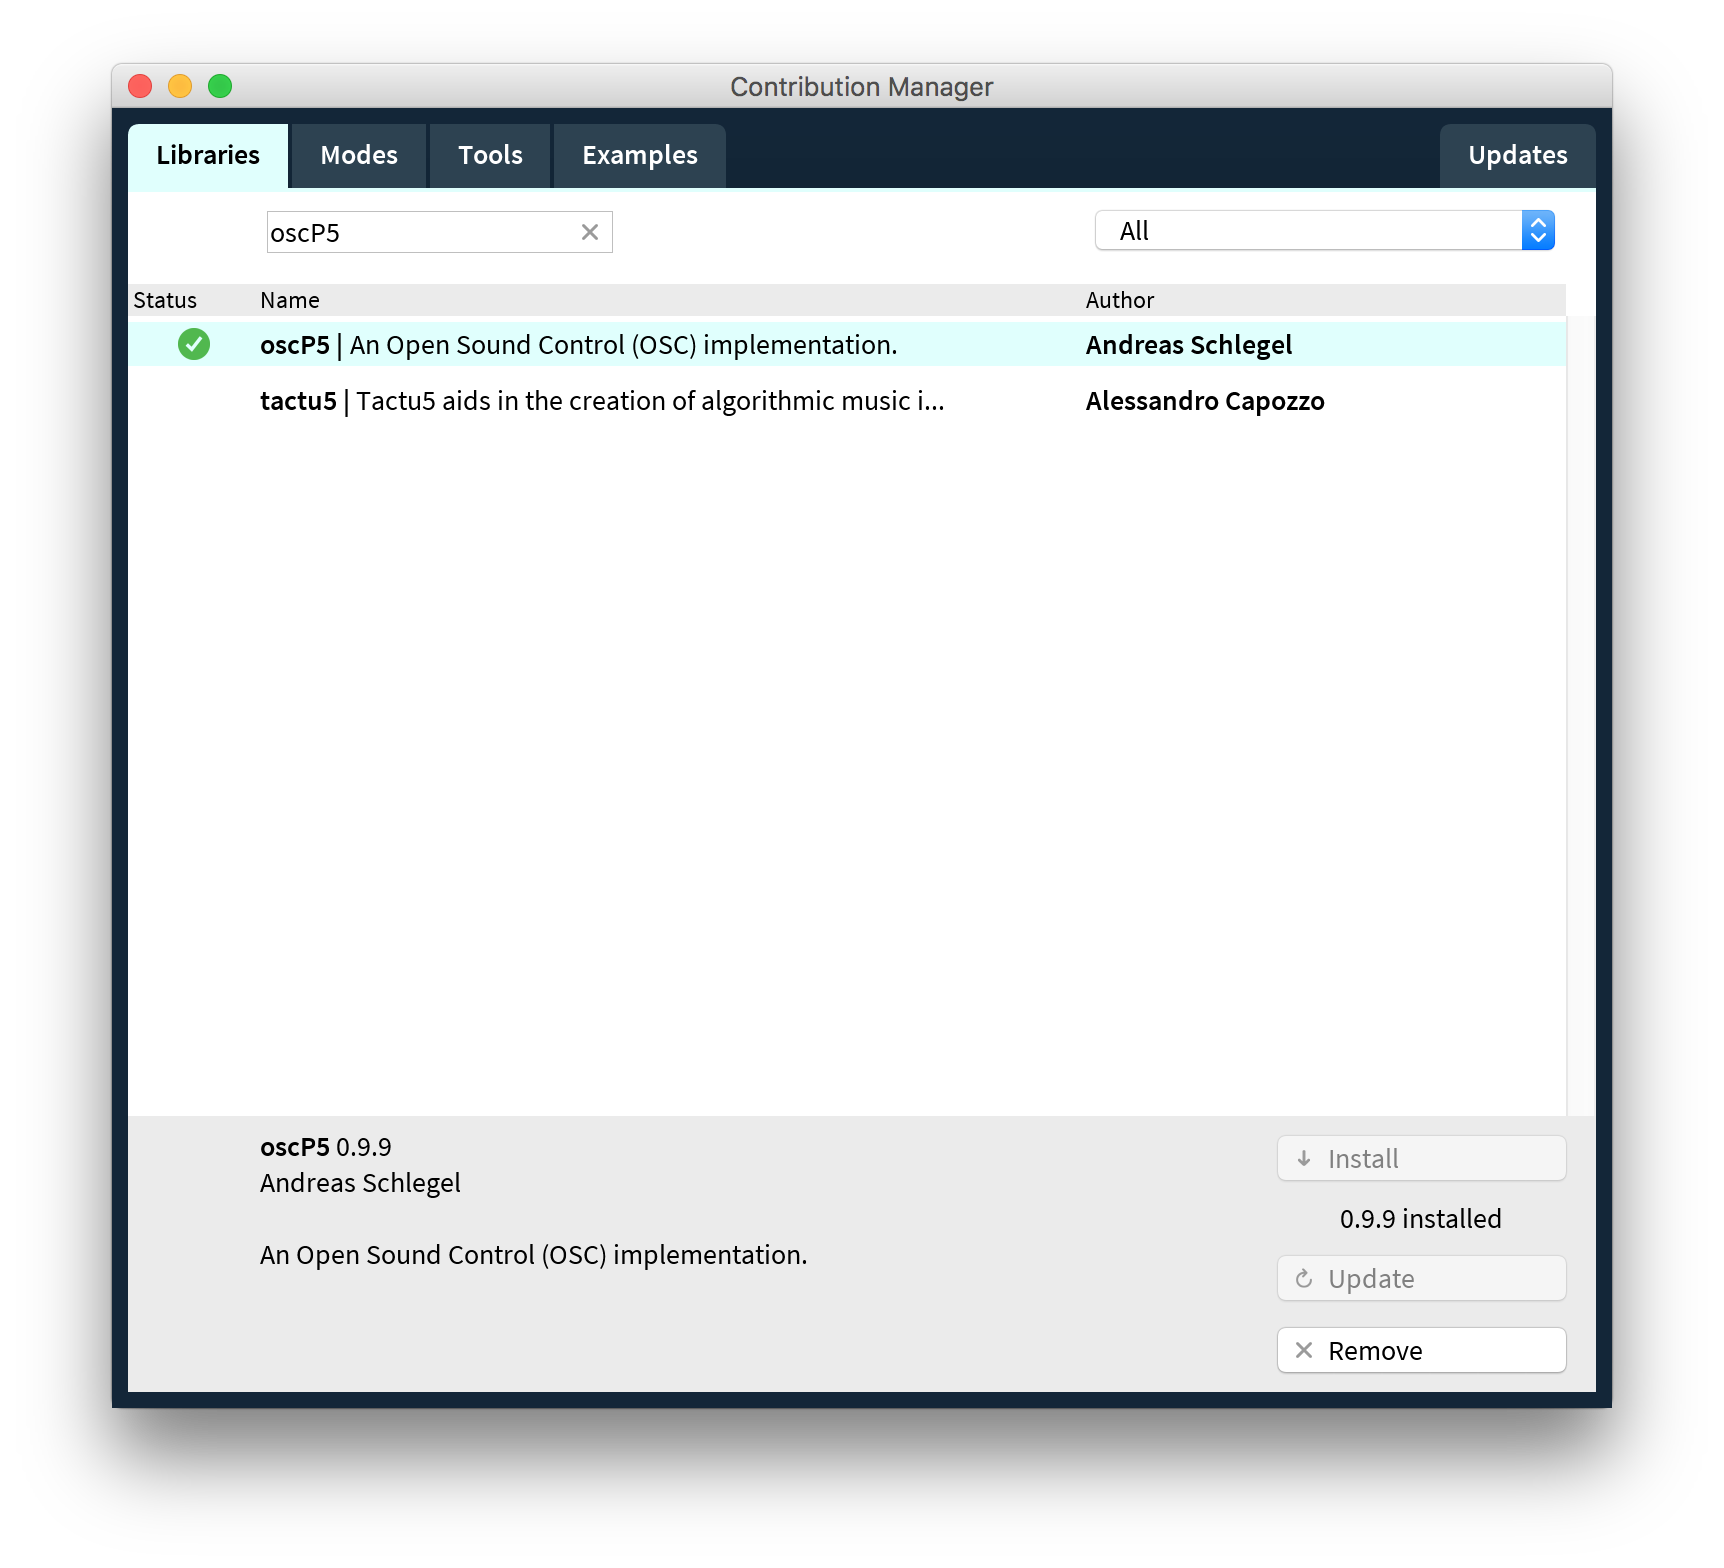 Contribution Manager
Libraries Modes Tools Examples Updates
oscP5 All
Status Name Author
oscP5 | An Open Sound Control (OSC) implementation. Andreas Schlegel
tactu5 | Tactu5 aids in the creation of algorithmic music i... Alessandro Capozzo
oscP5 0.9.9
Andreas Schlegel
An Open Sound Control (OSC) implementation.
Install
0.9.9 installed
Update
Remove